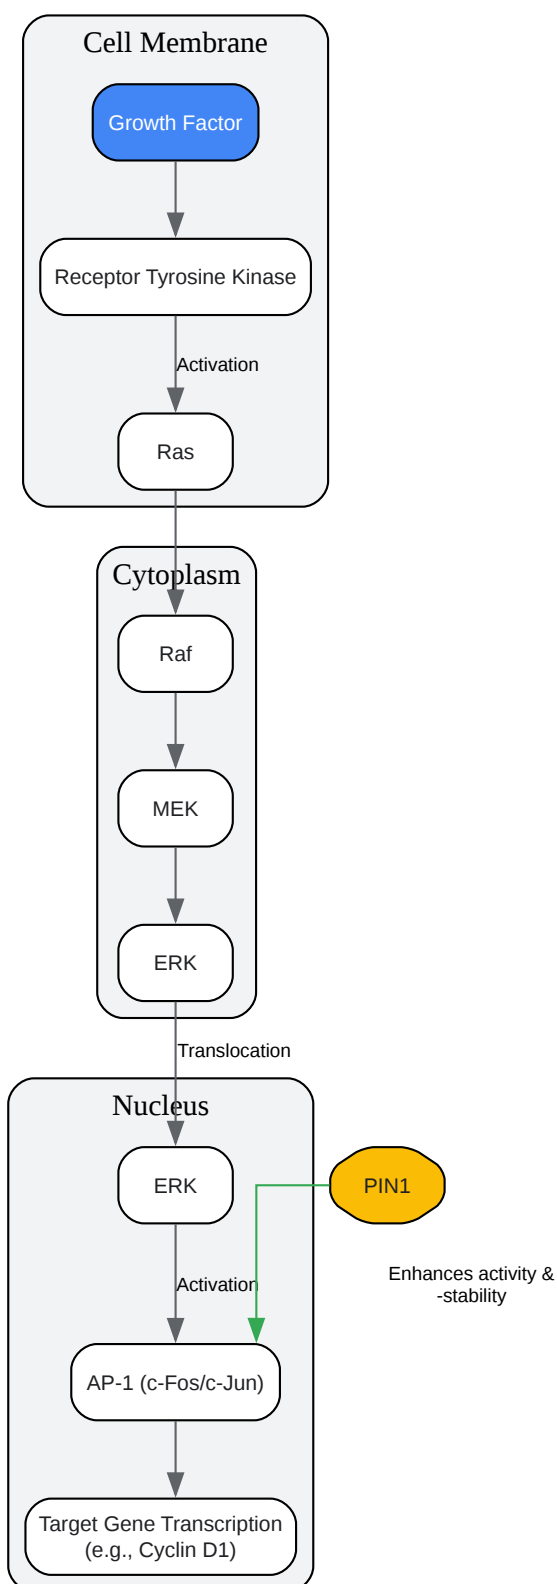 Cell Membrane
Growth Factor
Receptor Tyrosine Kinase
Activation
Ras
Cytoplasm
Raf
MEK
ERK
Translocation
Nucleus
ERK
PIN1
Activation
Enhances activity &
-stability
AP-1 (c-Fos/c-Jun)
Target Gene Transcription
(e.g., Cyclin D1)